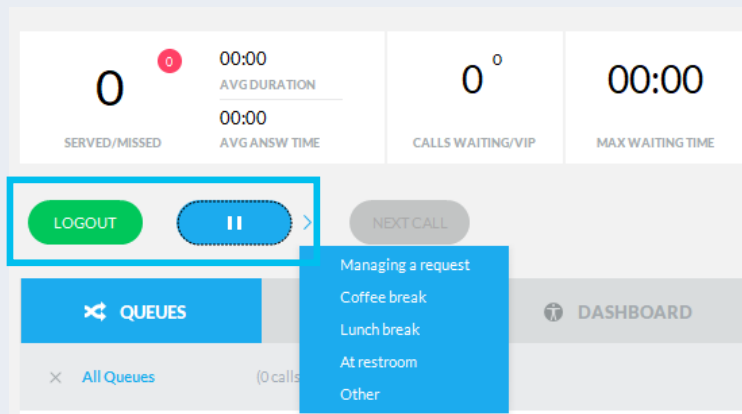 0 0
SERVED/MISSED
00:00
AVG DURATION
00:00
AVG ANSW TIME
0 0
CALLS WAITING/VIP
00:00
MAX WAITING TIME
LOGOUT
NEXT CALL
Managing a request
Coffee break
Lunch break
At restroom
Other
QUEUES
DASHBOARD
All Queues
(0 calls